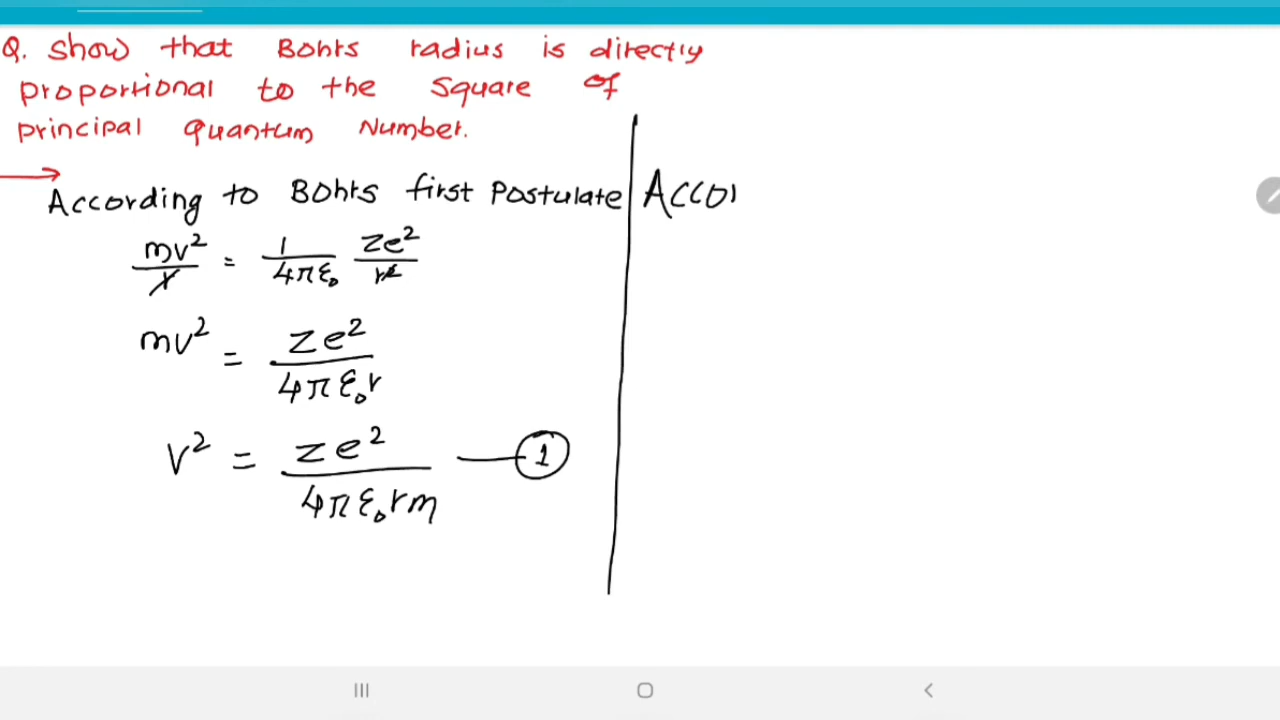 Q. Show that Bohrs radius is directly
proportional to the square of
principal quantum Number.
According to Bohrs first Postulate
mv²/r = 1/4πε₀ Ze²/r²
mv² = Ze²/4πε₀r
v² = Ze²/4πε₀rm — 1
Accor